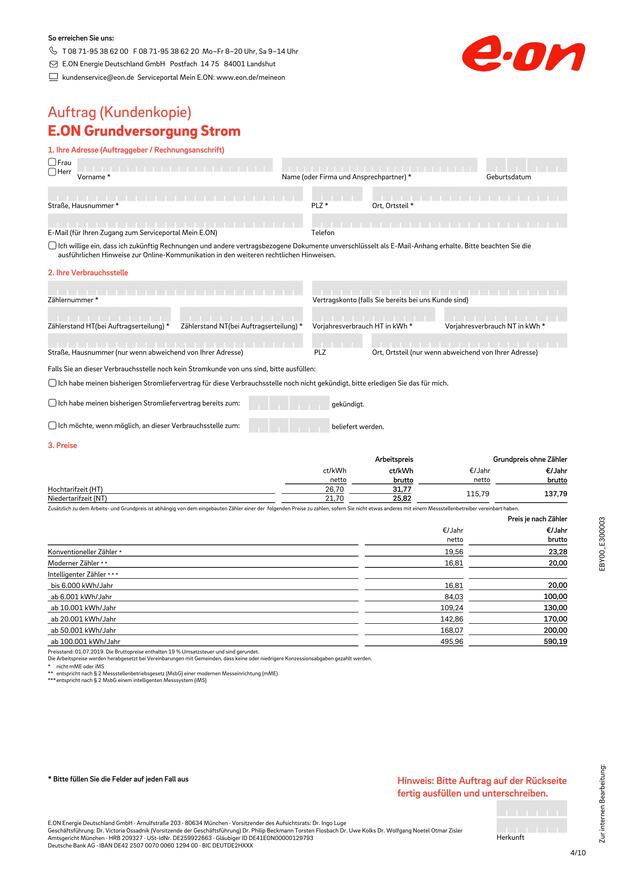 So erreichen Sie uns:
T 08 71-95 38 62 00 F 08 71-95 38 62 20 Mo–Fr 8–20 Uhr, Sa 9–14 Uhr
E.ON Energie Deutschland GmbH Postfach 14 75 84001 Landshut
kundenservice@eon.de Serviceportal Mein E.ON: www.eon.de/meineon
e·on
Auftrag (Kundenkopie)
E.ON Grundversorgung Strom
1. Ihre Adresse (Auftraggeber / Rechnungsanschrift)
Frau
Herr
Vorname * Name (oder Firma und Ansprechpartner) * Geburtsdatum
Straße, Hausnummer * PLZ * Ort, Ortsteil *
E-Mail (für Ihren Zugang zum Serviceportal Mein E.ON) Telefon
Ich willige ein, dass ich zukünftig Rechnungen und andere vertragsbezogene Dokumente unverschlüsselt als E-Mail-Anhang erhalte. Bitte beachten Sie die
ausführlichen Hinweise zur Online-Kommunikation in den weiteren rechtlichen Hinweisen.
2. Ihre Verbrauchsstelle
Zählernummer * Vertragskonto (falls Sie bereits bei uns Kunde sind)
Zählerstand HT(bei Auftragserteilung) * Zählerstand NT(bei Auftragserteilung) * Vorjahresverbrauch HT in kWh * Vorjahresverbrauch NT in kWh *
Straße, Hausnummer (nur wenn abweichend von Ihrer Adresse) PLZ Ort, Ortsteil (nur wenn abweichend von Ihrer Adresse)
Falls Sie an dieser Verbrauchsstelle noch kein Stromkunde von uns sind, bitte ausfüllen:
Ich habe meinen bisherigen Stromliefervertrag für diese Verbrauchsstelle noch nicht gekündigt, bitte erledigen Sie das für mich.
Ich habe meinen bisherigen Stromliefervertrag bereits zum: gekündigt.
Ich möchte, wenn möglich, an dieser Verbrauchsstelle zum: beliefert werden.
3. Preise
Arbeitspreis Grundpreis ohne Zähler
ct/kWh ct/kWh €/Jahr €/Jahr
netto brutto netto brutto
Hochtarifzeit (HT) 26,70 31,77 115,79 137,79
Niedertarifzeit (NT) 21,70 25,82
Zusätzlich zu dem Arbeits- und Grundpreis ist abhängig von dem eingebauten Zähler einer der folgenden Preise zu zahlen, sofern Sie nicht etwas anderes mit einem Messstellenbetreiber vereinbart haben.
Preis je nach Zähler
€/Jahr €/Jahr
netto brutto
Konventioneller Zähler * 19,56 23,28
Moderner Zähler ** 16,81 20,00
Intelligenter Zähler ***
bis 6.000 kWh/Jahr 16,81 20,00
ab 6.001 kWh/Jahr 84,03 100,00
ab 10.001 kWh/Jahr 109,24 130,00
ab 20.001 kWh/Jahr 142,86 170,00
ab 50.001 kWh/Jahr 168,07 200,00
ab 100.001 kWh/Jahr 495,96 590,19
Preisstand: 01.07.2019. Die Bruttopreise enthalten 19 % Umsatzsteuer und sind gerundet.
Die Arbeitspreise werden herabgesetzt bei Vereinbarungen mit Gemeinden, dass keine oder niedrigere Konzessionsabgaben gezahlt werden.
* nicht mME oder iMS
** entspricht nach § 2 Messstellenbetriebsgesetz (MsbG) einer modernen Messeinrichtung (mME)
*** entspricht nach § 2 MsbG einem intelligenten Messsystem (iMS)
EBY00_E300003
* Bitte füllen Sie die Felder auf jeden Fall aus
Hinweis: Bitte Auftrag auf der Rückseite
fertig ausfüllen und unterschreiben.
Zur internen Bearbeitung:
Herkunft
E.ON Energie Deutschland GmbH · Arnulfstraße 203 · 80634 München · Vorsitzender des Aufsichtsrats: Dr. Ingo Luge
Geschäftsführung: Dr. Victoria Ossadnik (Vorsitzende der Geschäftsführung) Dr. Philip Beckmann Torsten Flosbach Dr. Uwe Kolks Dr. Wolfgang Noetel Otmar Zisler
Amtsgericht München · HRB 209327 · USt-IdNr. DE259922663 · Gläubiger ID DE41EON00000129793
Deutsche Bank AG · IBAN DE42 2507 0070 0060 1294 00 · BIC DEUTDE2HXXX
4/10